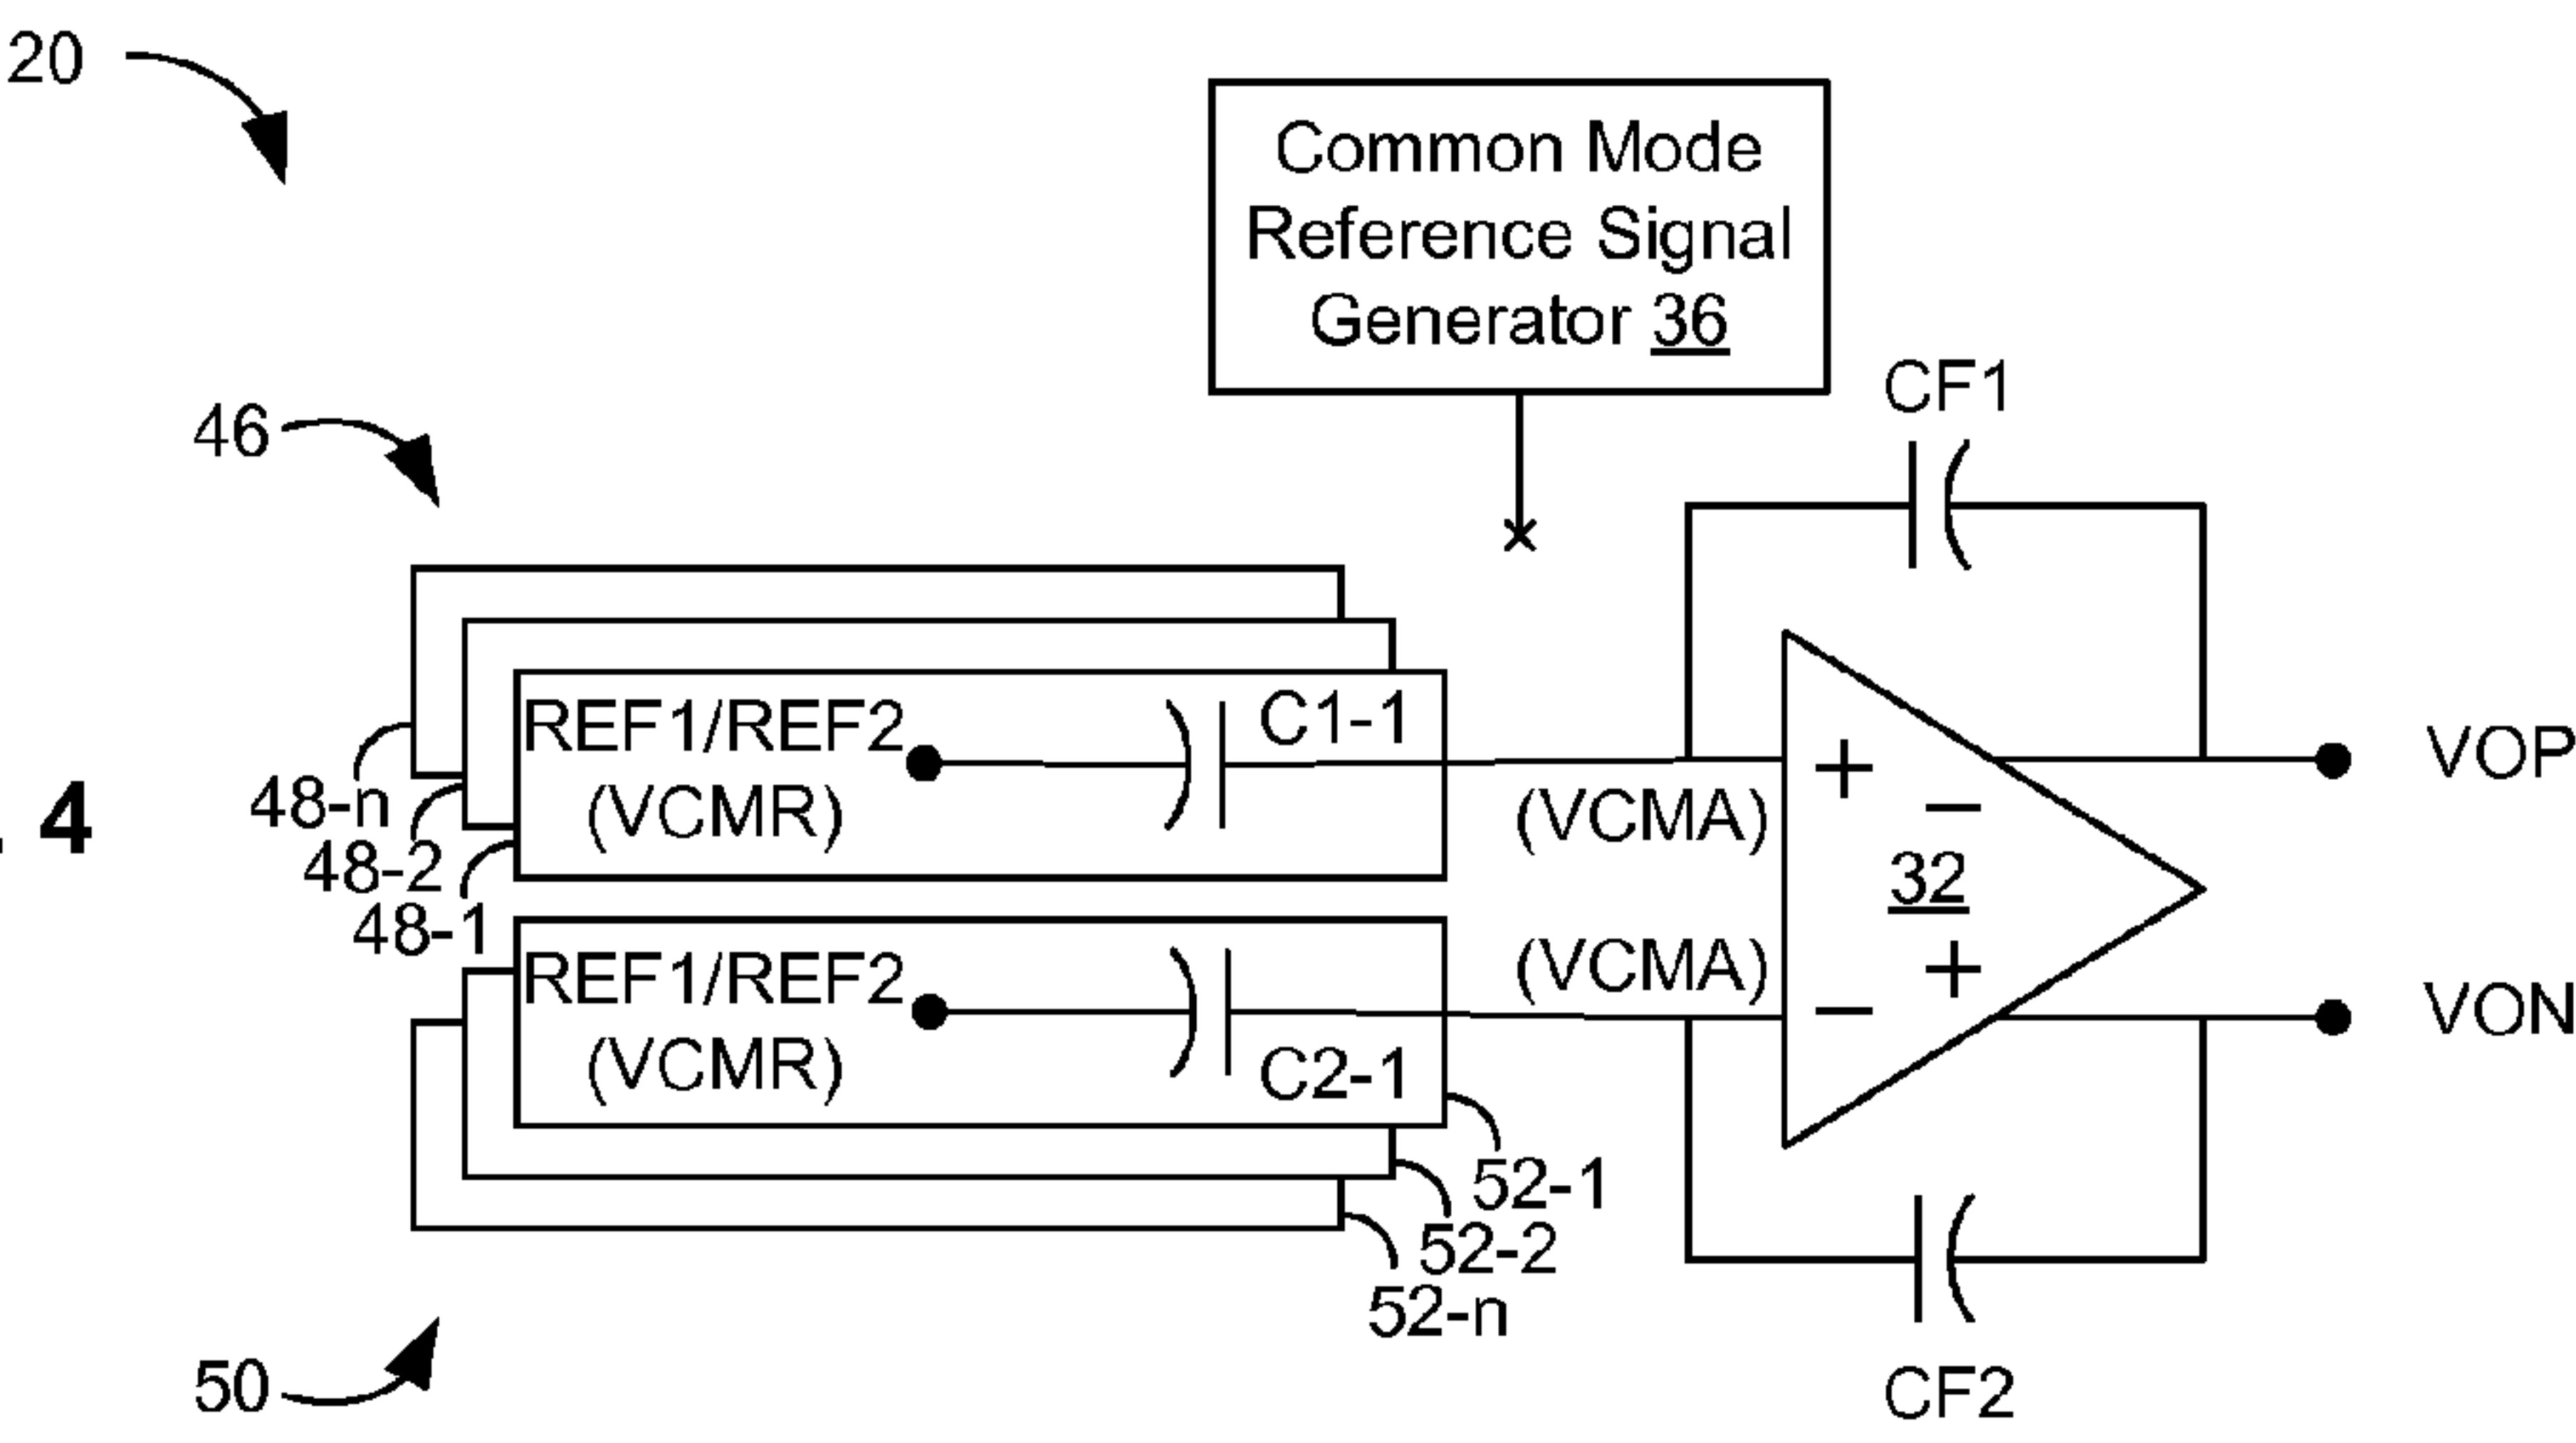 20
Common Mode
Reference Signal
Generator 36
CF1
46
REF1/REF2 C1-1
(VCMR)
+
(VCMA)
−
VOP
48-n
48-2
48-1
4
32
REF1/REF2
(VCMR)
C2-1
(VCMA)
−
+
VON
52-1
52-2
52-n
50
CF2